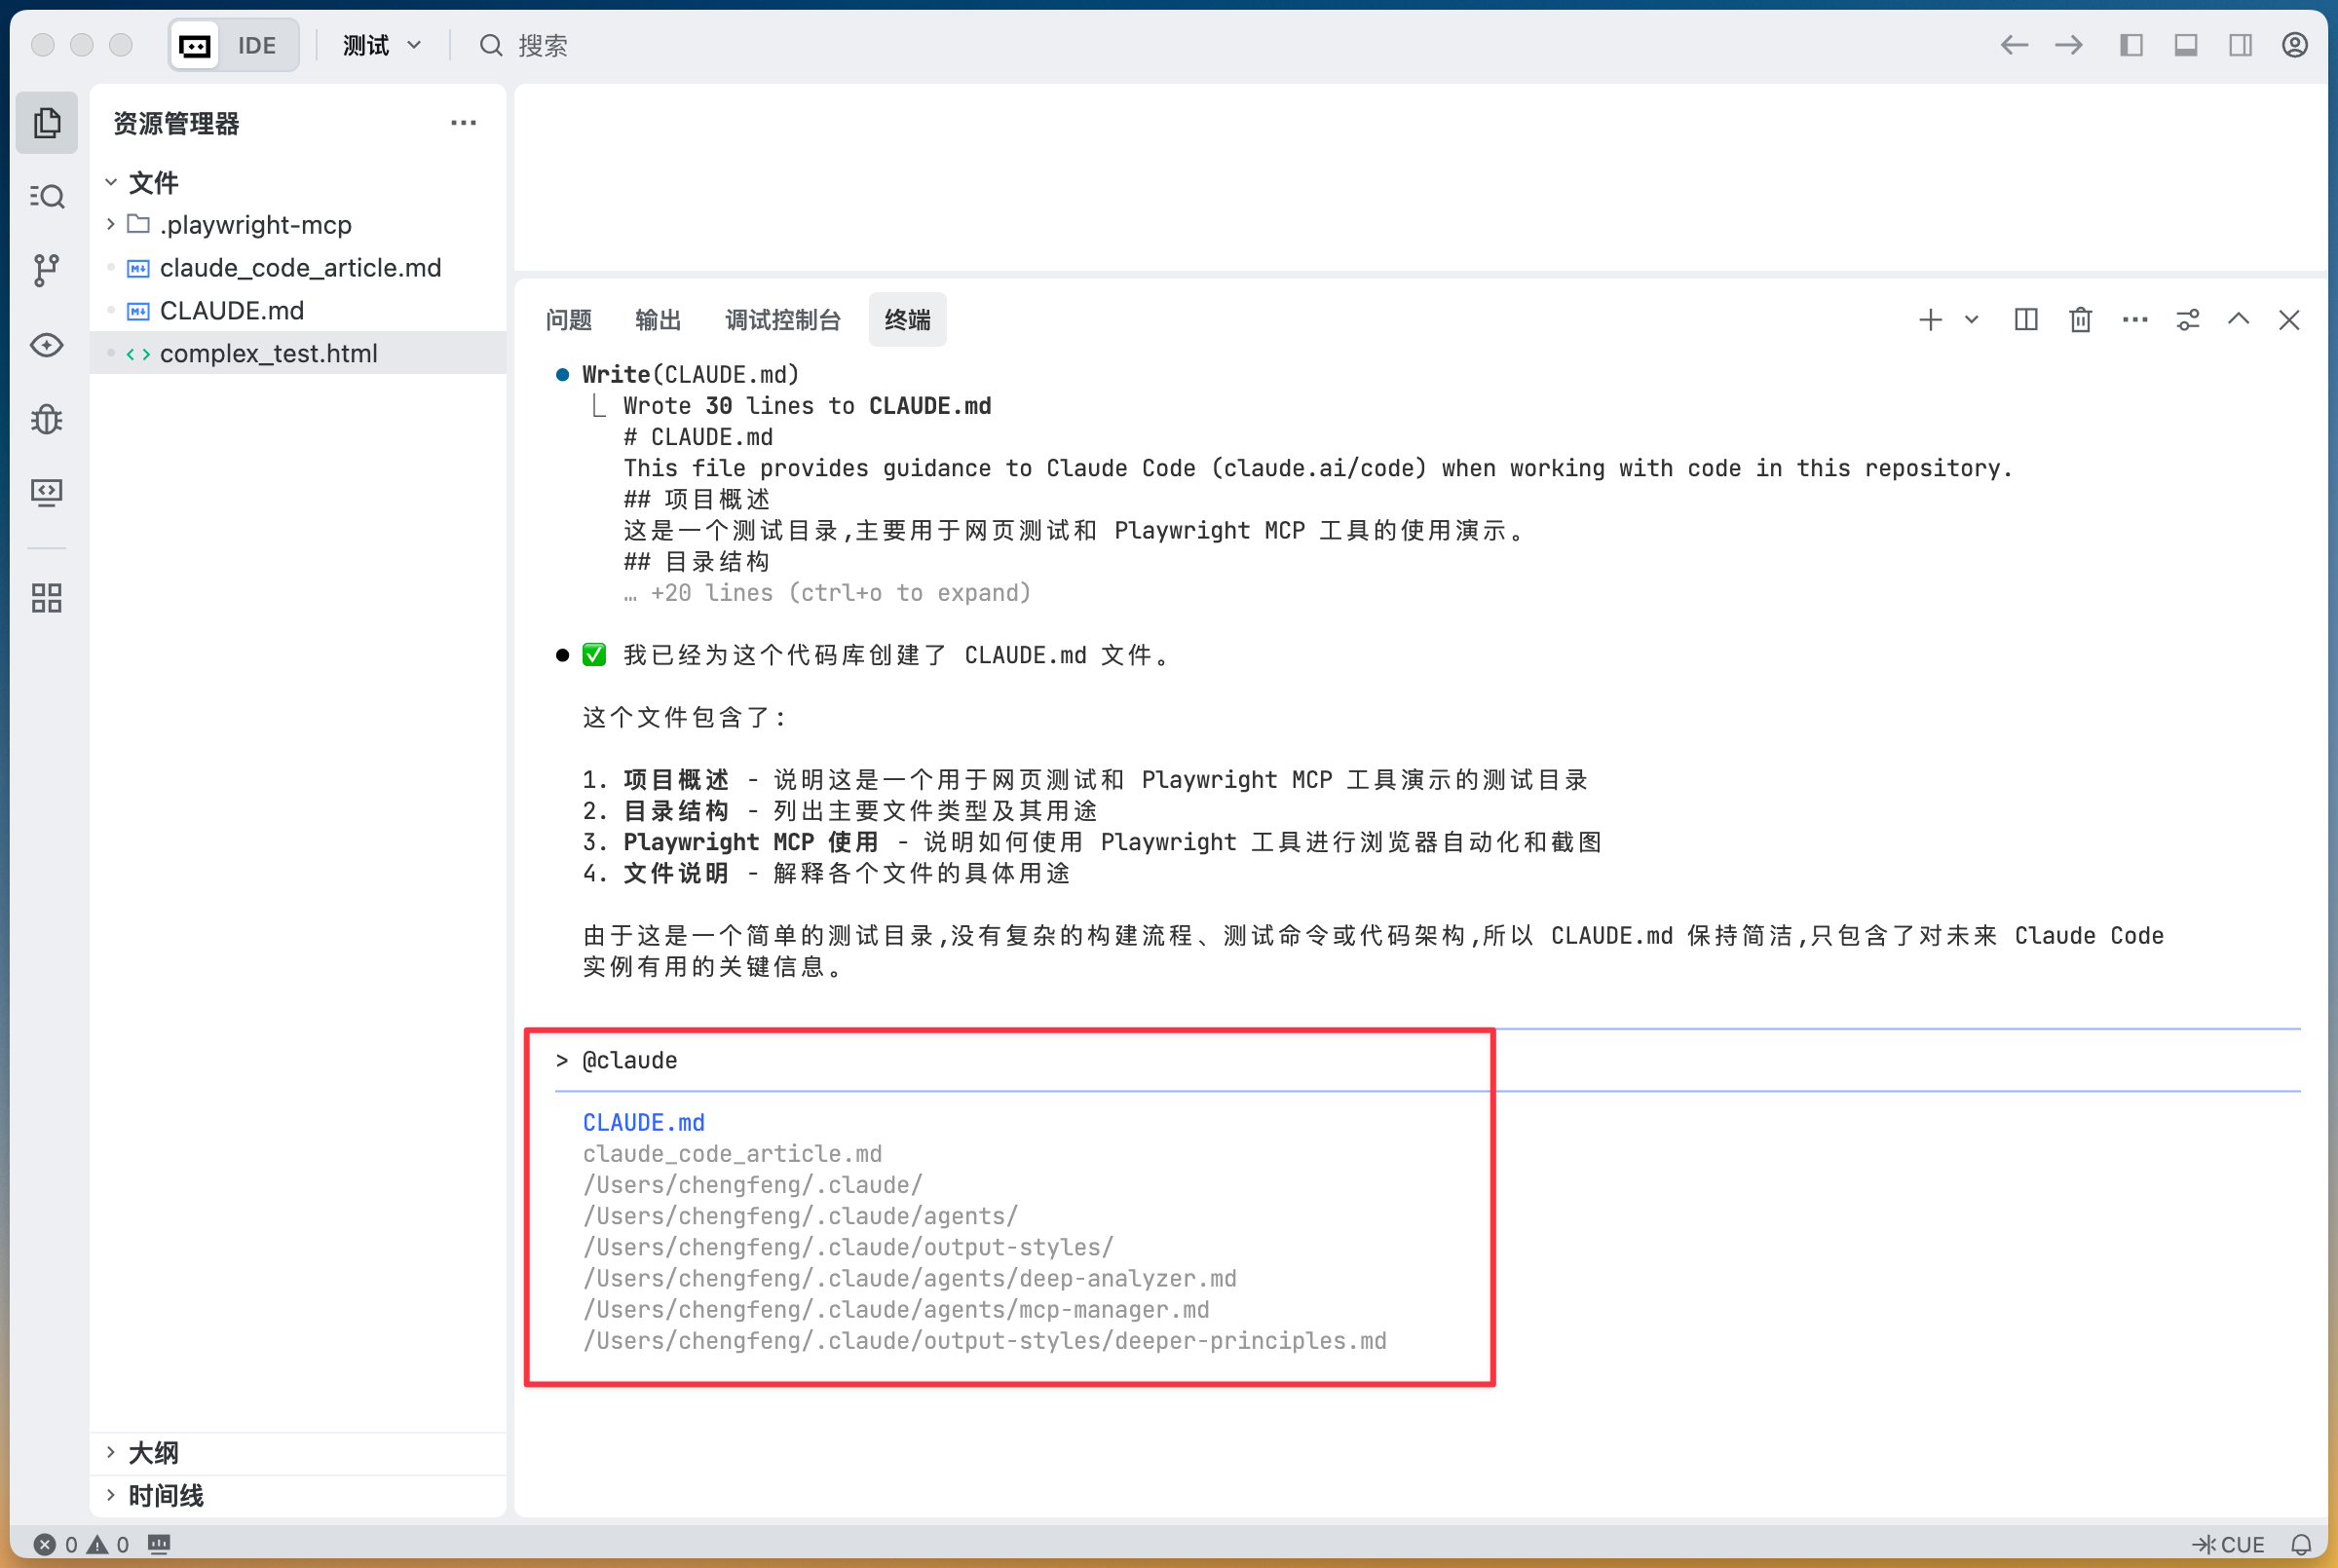 IDE
测试
搜索
资源管理器
文件
.playwright-mcp
claude_code_article.md
CLAUDE.md
complex_test.html
大纲
时间线
问题 输出 调试控制台 终端
Write(CLAUDE.md)
Wrote 30 lines to CLAUDE.md
# CLAUDE.md
This file provides guidance to Claude Code (claude.ai/code) when working with code in this repository.
## 项目概述
这是一个测试目录,主要用于网页测试和 Playwright MCP 工具的使用演示。
## 目录结构
… +20 lines (ctrl+o to expand)
✅ 我已经为这个代码库创建了 CLAUDE.md 文件。
这个文件包含了:
1. 项目概述 - 说明这是一个用于网页测试和 Playwright MCP 工具演示的测试目录
2. 目录结构 - 列出主要文件类型及其用途
3. Playwright MCP 使用 - 说明如何使用 Playwright 工具进行浏览器自动化和截图
4. 文件说明 - 解释各个文件的具体用途
由于这是一个简单的测试目录,没有复杂的构建流程、测试命令或代码架构,所以 CLAUDE.md 保持简洁,只包含了对未来 Claude Code
实例有用的关键信息。
> @claude
CLAUDE.md
claude_code_article.md
/Users/chengfeng/.claude/
/Users/chengfeng/.claude/agents/
/Users/chengfeng/.claude/output-styles/
/Users/chengfeng/.claude/agents/deep-analyzer.md
/Users/chengfeng/.claude/agents/mcp-manager.md
/Users/chengfeng/.claude/output-styles/deeper-principles.md
0 0
CUE